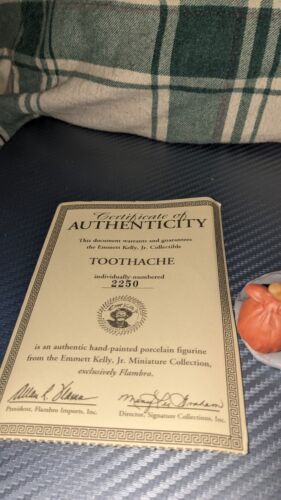 Certificate of
AUTHENTICITY
This document warrants and guarantees
the Emmett Kelly, Jr. Collectible
TOOTHACHE
individually-numbered
2250
is an authentic hand-painted porcelain figurine
from the Emmett Kelly, Jr. Miniature Collection,
exclusively Flambro.
President, Flambro Imports, Inc.
Director, Signature Collections, Inc.